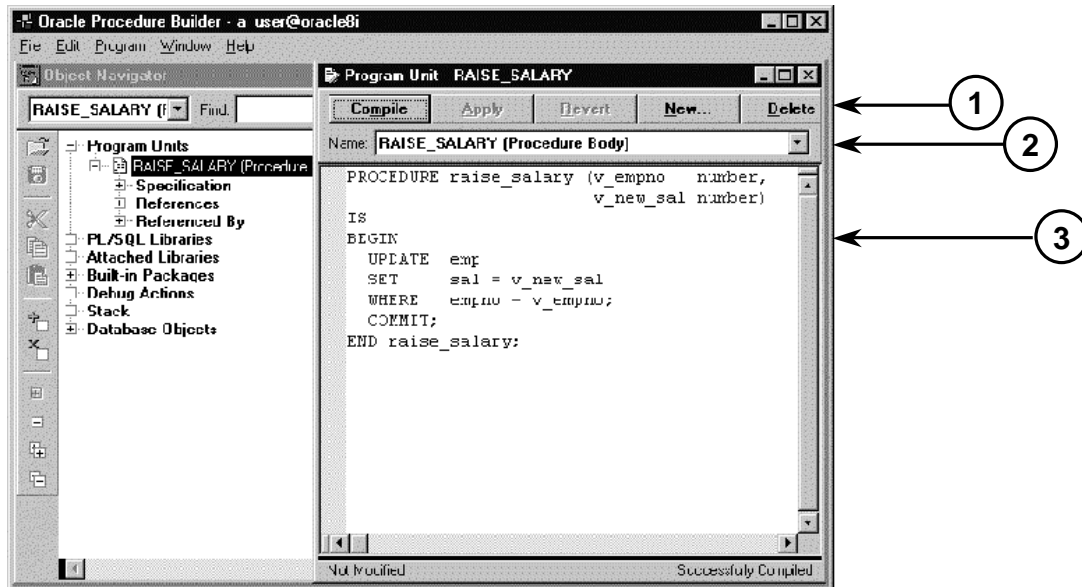 Oracle Procedure Builder - a user@oracle8i
File Edit Program Window Help
Object Navigator
RAISE_SALARY (P Find:
Program Units
RAISE_SALARY (Procedure
Specification
References
Referenced By
PL/SQL Libraries
Attached Libraries
Built-in Packages
Debug Actions
Stack
Database Objects
Program Unit RAISE_SALARY
Compile Apply Revert New... Delete
Name: RAISE_SALARY (Procedure Body)
PROCEDURE raise_salary (v_empno number,
v_new_sal number)
IS
BEGIN
UPDATE emp
SET sal = v_new_sal
WHERE empno = v_empno;
COMMIT;
END raise_salary;
Not Modified Successfully Compiled
1
2
3